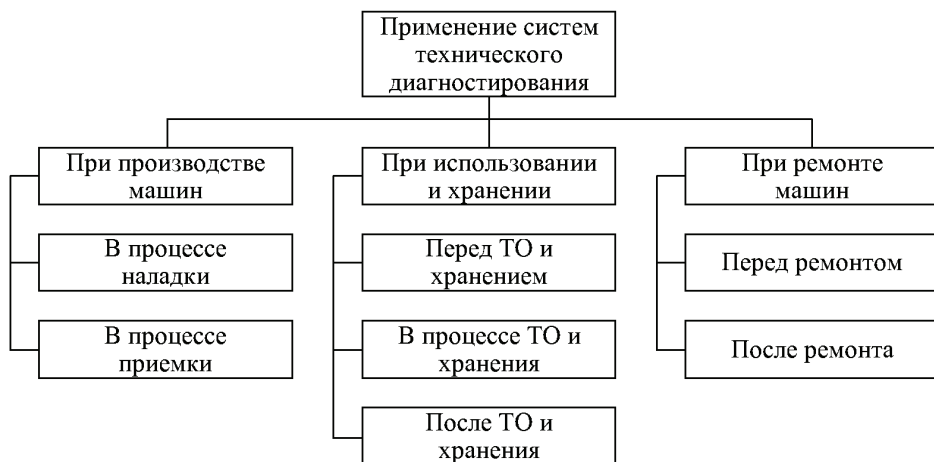 Применение систем
технического
диагностирования
При производстве
машин
В процессе
наладки
В процессе
приемки
При использовании
и хранении
Перед ТО и
хранением
В процессе ТО и
хранения
После ТО и
хранения
При ремонте
машин
Перед ремонтом
После ремонта